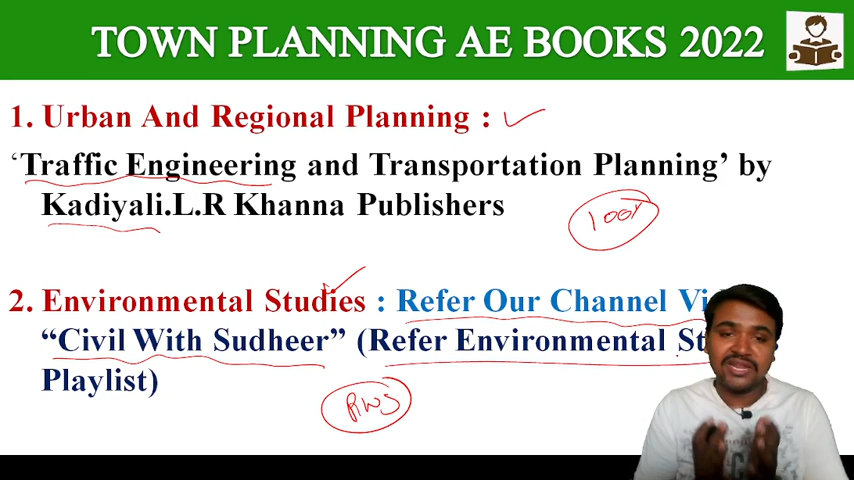 TOWN PLANNING AE BOOKS 2022
1. Urban And Regional Planning :
‘Traffic Engineering and Transportation Planning’ by
Kadiyali.L.R Khanna Publishers
2. Environmental Studies : Refer Our Channel
“Civil With Sudheer” (Refer Environmental
Playlist)